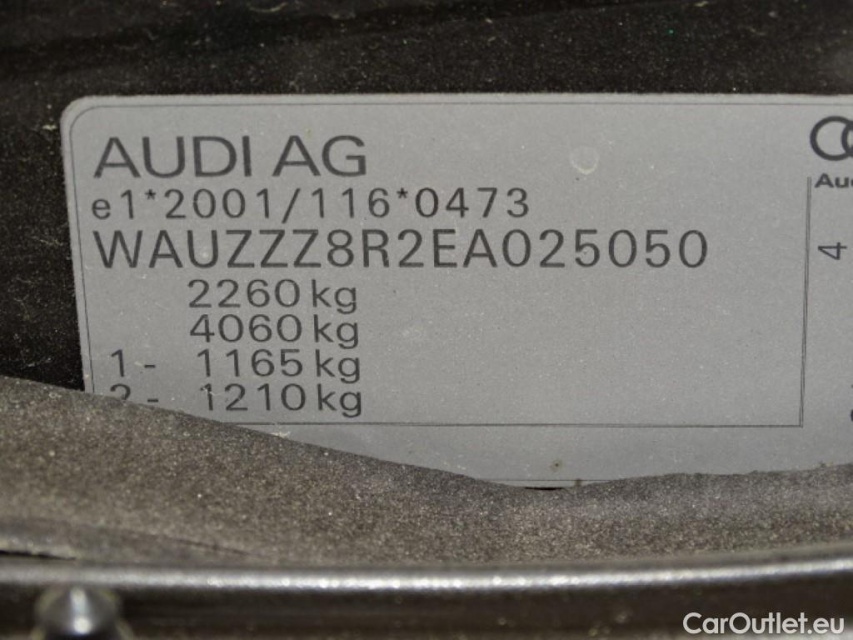 AUDI AG
e1*2001/116*0473
WAUZZZ8R2EA025050
2260 kg
4060 kg
1 - 1165 kg
2 - 1210 kg
4
CarOutlet.eu